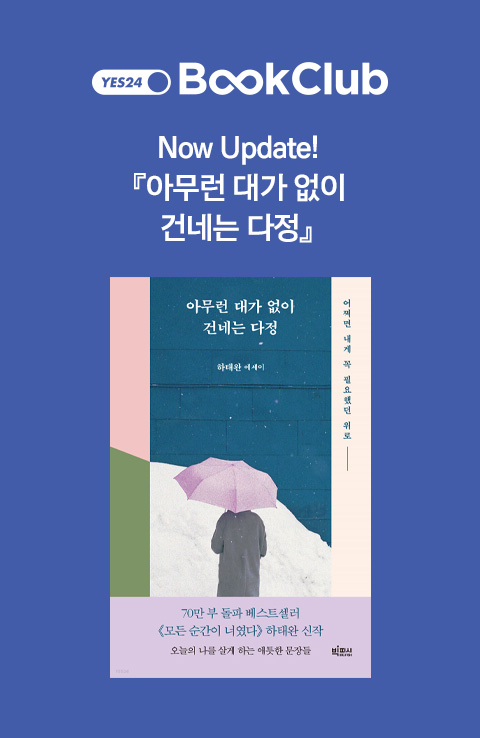 YES24 BookClub
Now Update!
『아무런 대가 없이
건네는 다정』
아무런 대가 없이
건네는 다정
하태완 에세이
어쩌면 내게 꼭 필요했던 위로
70만 부 돌파 베스트셀러
《모든 순간이 너였다》 하태완 신작
오늘의 나를 살게 하는 애틋한 문장들
빅피시